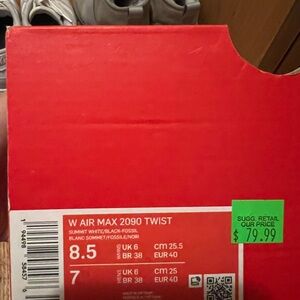 W AIR MAX 2090 TWIST
SUMMIT WHITE/BLACK-FOSSIL
BLANC SOMMET/FOSSILE/NOIR
8.5 UK 6 CM 25.5
BR 38 EUR 40
7 UK 6 CM 25
BR 38 EUR 40
SUGG. RETAIL
OUR PRICE
$ 79.99